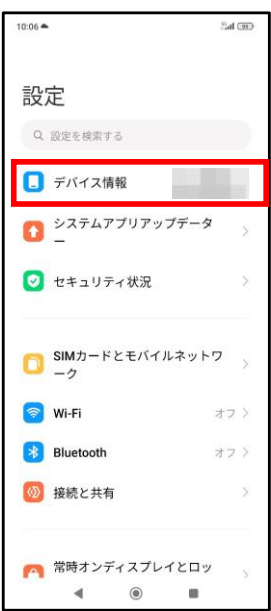 10:06
設定
設定を検索する
デバイス情報
システムアプリアップデータ
ー
セキュリティ状況
SIMカードとモバイルネットワ
ーク
Wi-Fi オフ
Bluetooth オフ
接続と共有
常時オンディスプレイとロッ